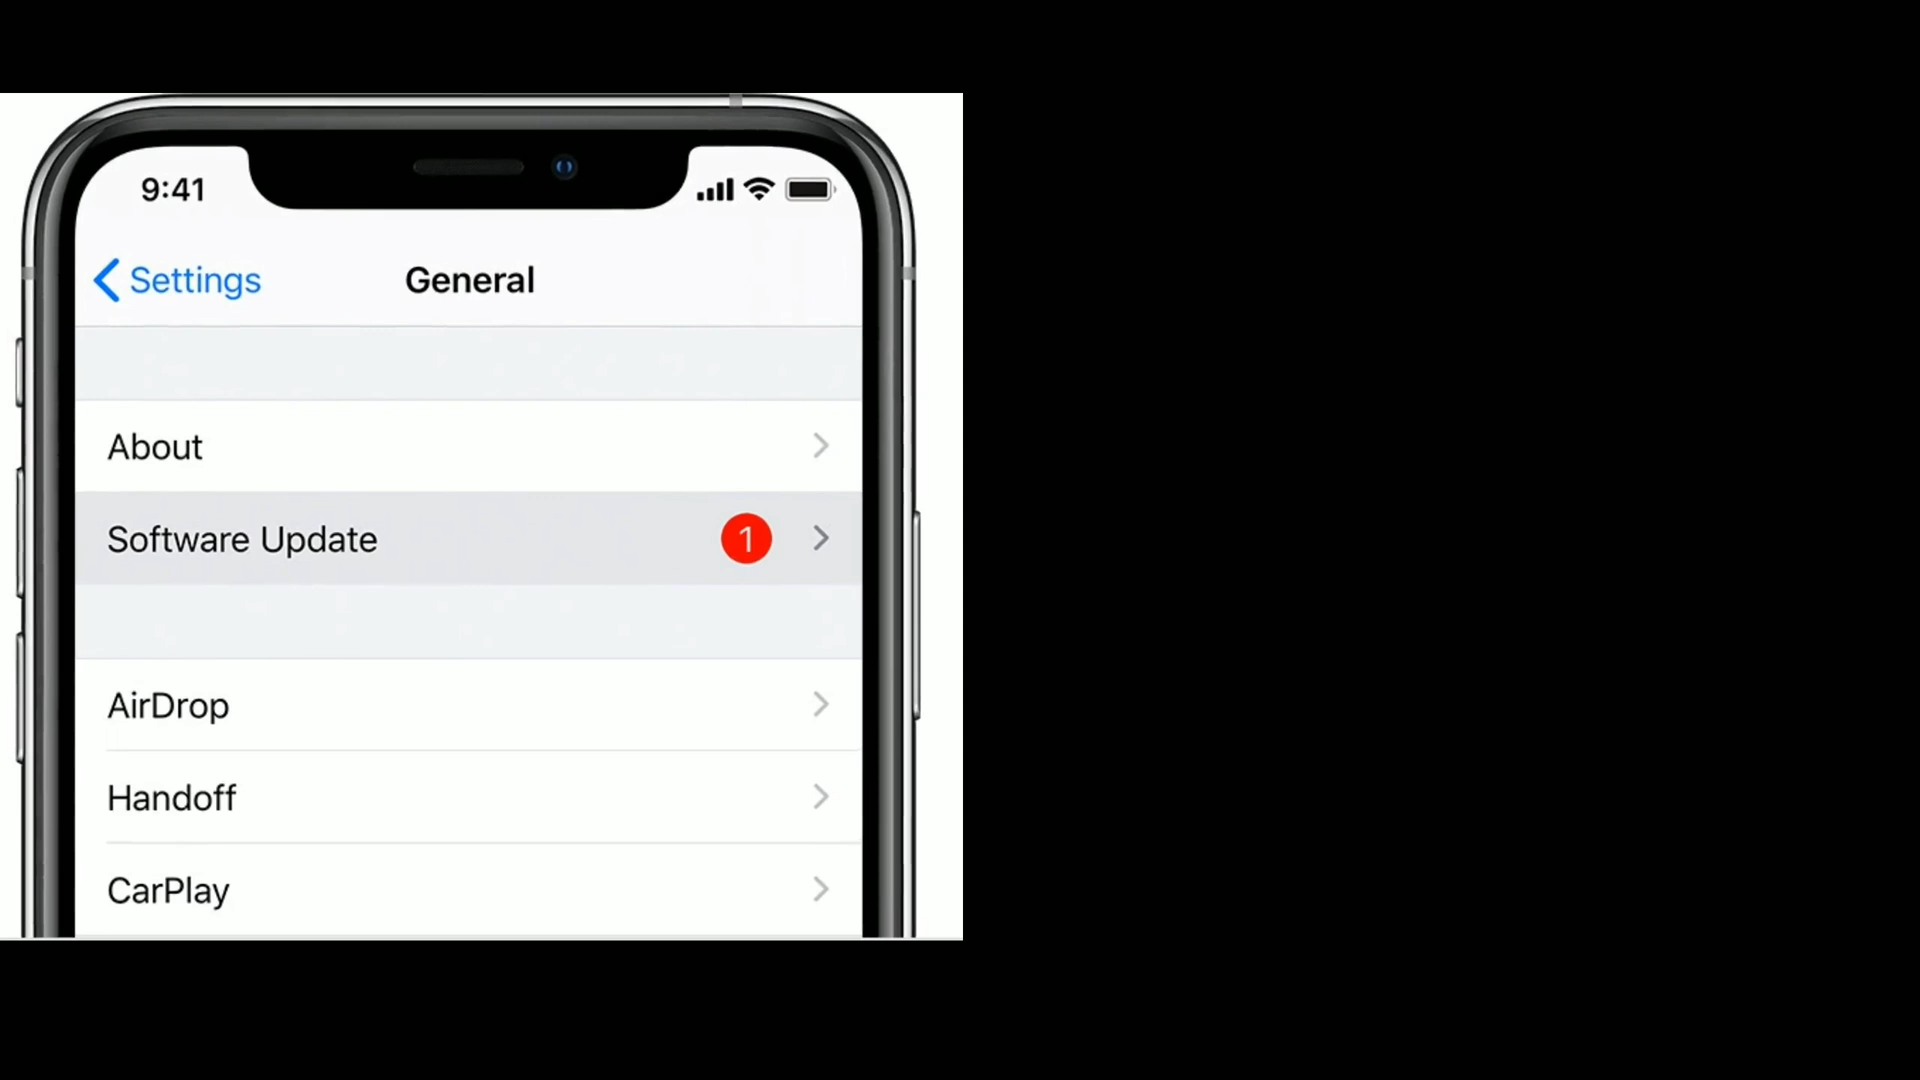 9:41
Settings
General
About
Software Update 1
AirDrop
Handoff
CarPlay